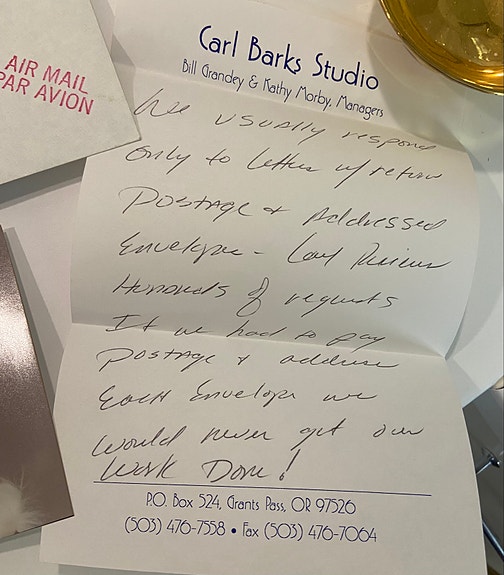 AIR MAIL
PAR AVION
Carl Barks Studio
Bill Grandey & Kathy Morby, Managers
We usually respond
only to letters w/ return
Postage & Addressed
Envelope - Carl Receives
Hundreds of requests
If we had to pay
postage & address
Each Envelope we
would never get our
Work Done!
P.O. Box 524, Grants Pass, OR 97526
(503) 476-7558 • Fax (503) 476-7064